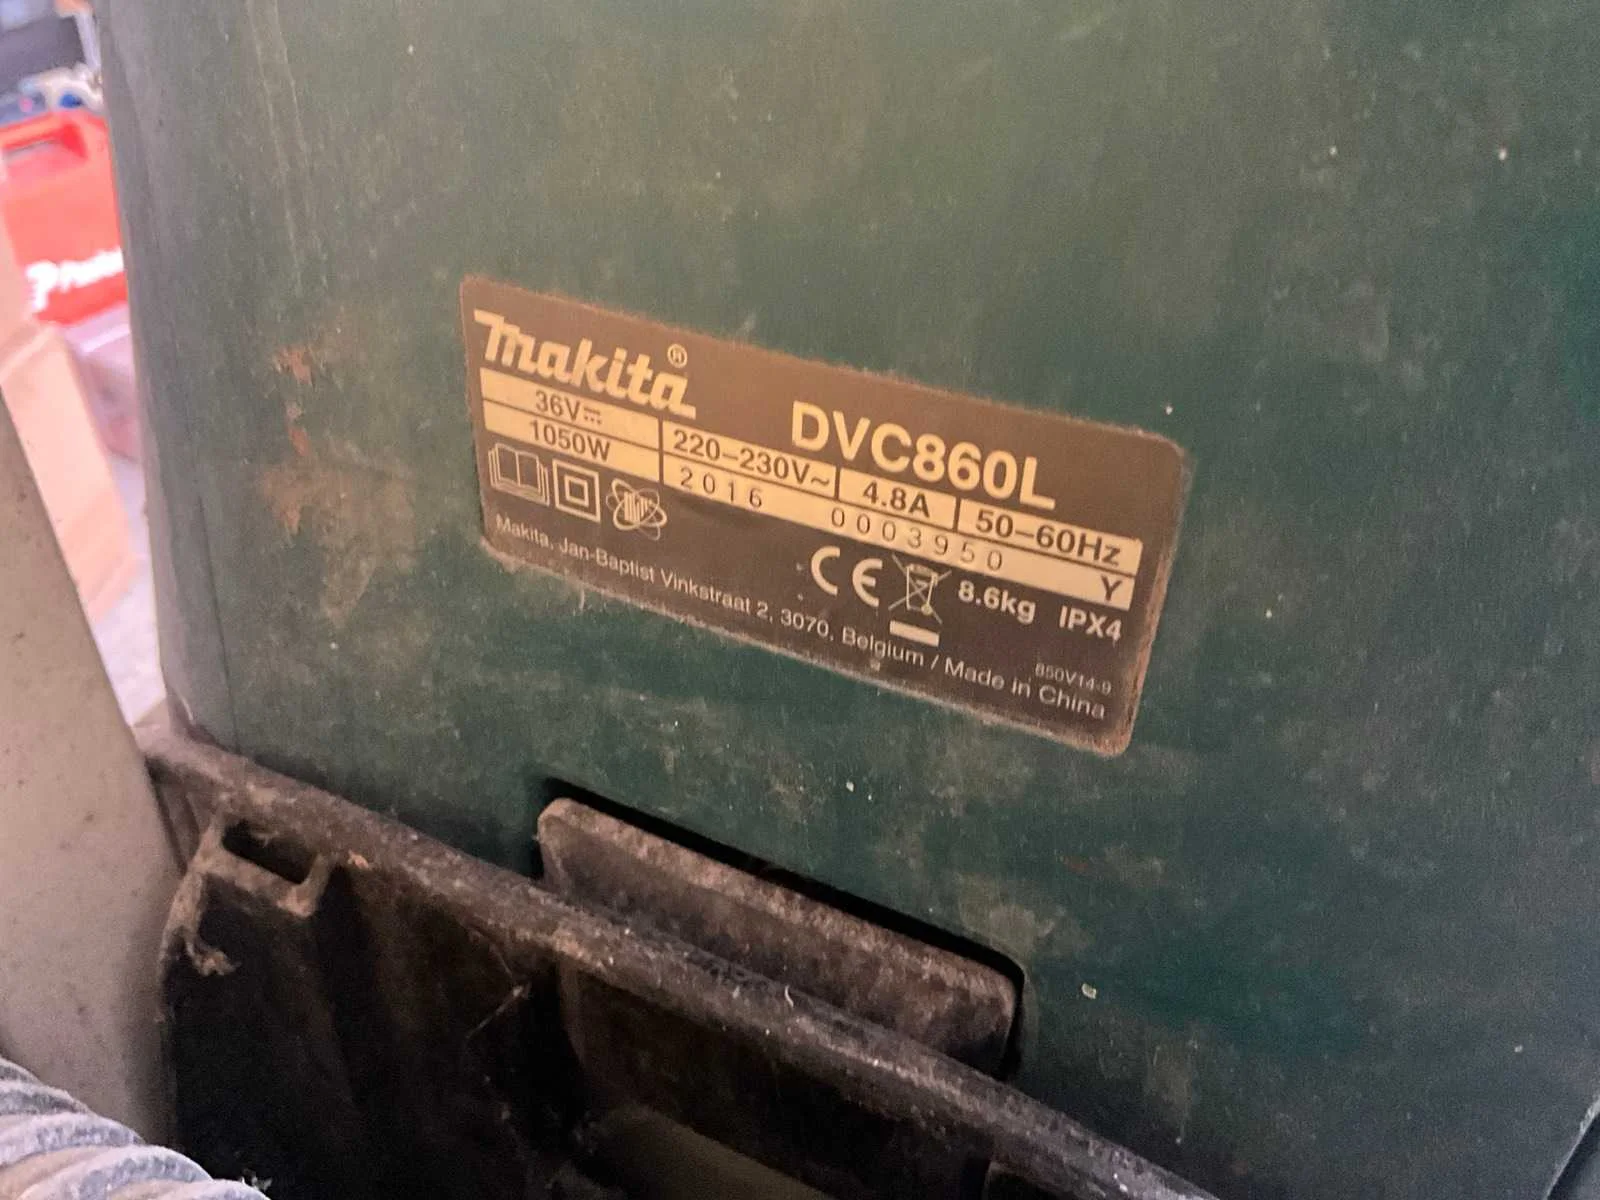 makita®
DVC860L
36V⎓
1050W
220–230V~ 4.8A 50–60Hz
2016 0003950 Y
CE 8.6kg IPX4
850V14-9
Makita, Jan-Baptist Vinkstraat 2, 3070, Belgium / Made in China